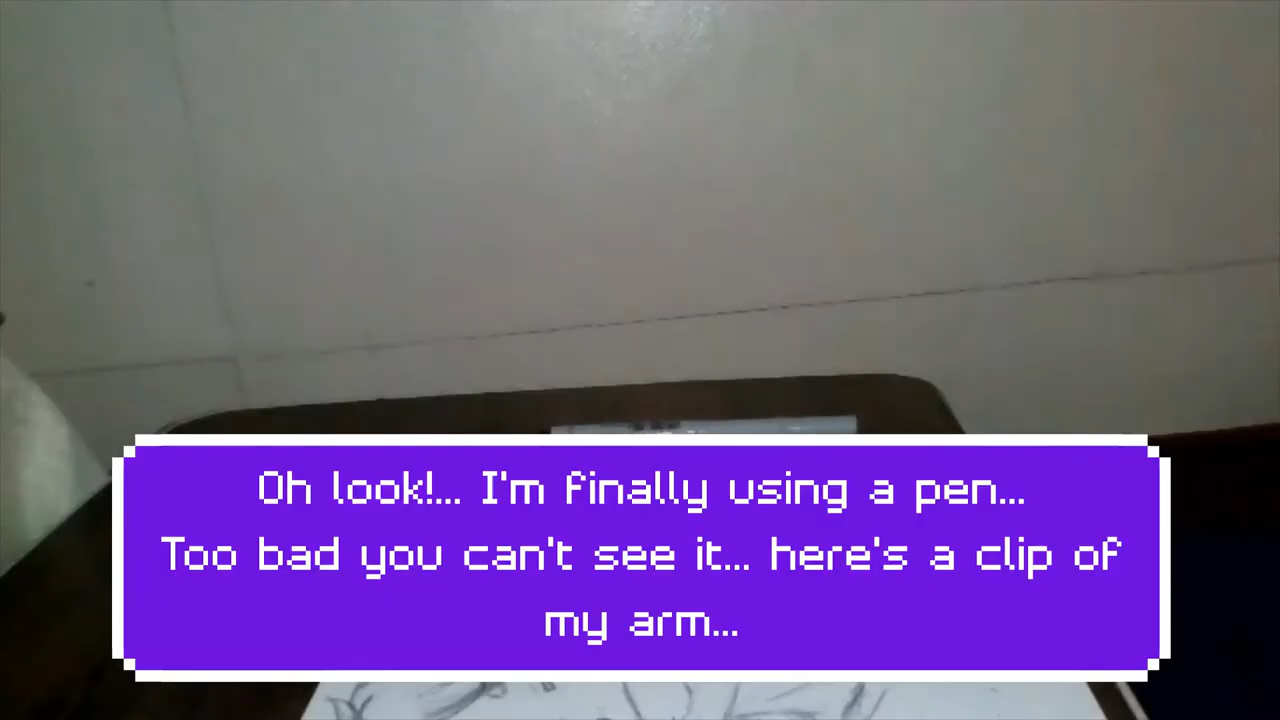 Oh look!... I'm finally using a pen...
Too bad you can't see it... here's a clip of
my arm...